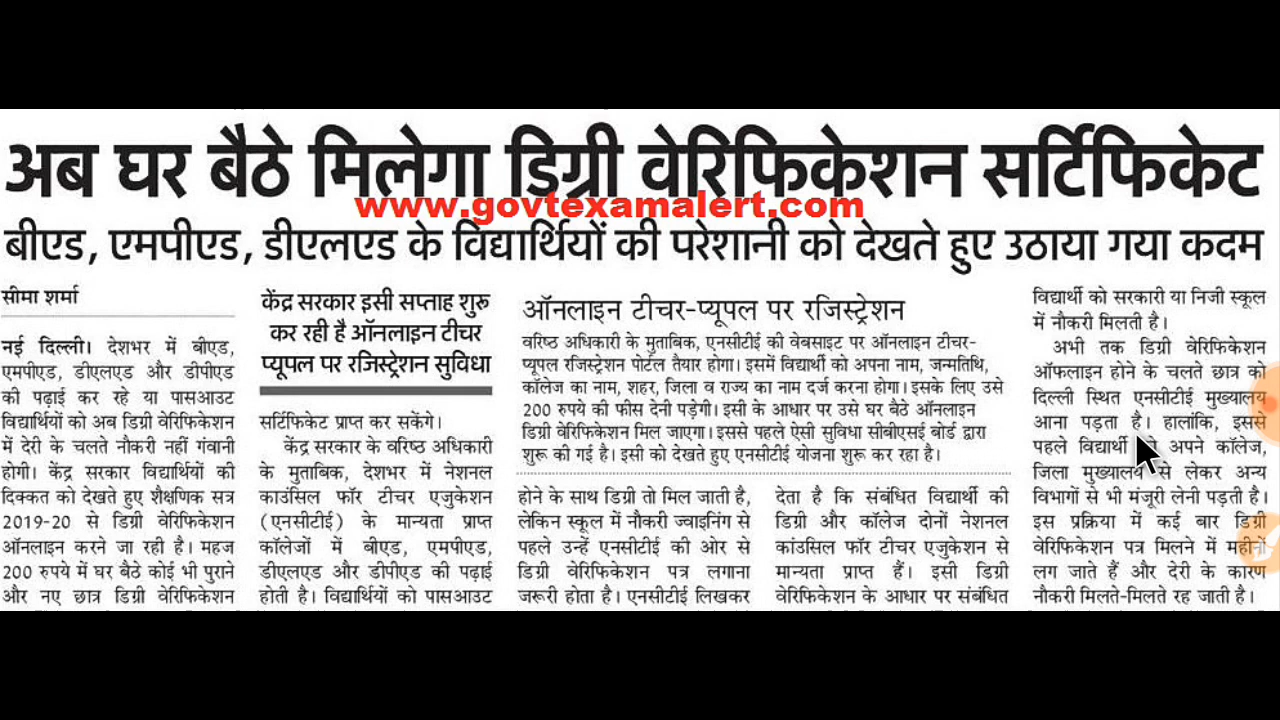 अब घर बैठे मिलेगा डिग्री वेरिफिकेशन सर्टिफिकेट
www.govtexamalert.com
बीएड, एमपीएड, डीएलएड के विद्यार्थियों की परेशानी को देखते हुए उठाया गया कदम
सीमा शर्मा
नई दिल्ली। देशभर में बीएड,
एमपीएड, डीएलएड और डीपीएड
की पढ़ाई कर रहे या पासआउट
विद्यार्थियों को अब डिग्री वेरिफिकेशन
में देरी के चलते नौकरी नहीं गंवानी
होगी। केंद्र सरकार विद्यार्थियों की
दिक्कत को देखते हुए शैक्षणिक सत्र
2019-20 से डिग्री वेरिफिकेशन
ऑनलाइन करने जा रही है। महज
200 रुपये में घर बैठे कोई भी पुराने
और नए छात्र डिग्री वेरिफिकेशन
केंद्र सरकार इसी सप्ताह शुरू
कर रही है ऑनलाइन टीचर
प्यूपल पर रजिस्ट्रेशन सुविधा
सर्टिफिकेट प्राप्त कर सकेंगे।
केंद्र सरकार के वरिष्ठ अधिकारी
के मुताबिक, देशभर में नेशनल
काउंसिल फॉर टीचर एजुकेशन
(एनसीटीई) के मान्यता प्राप्त
कॉलेजों में बीएड, एमपीएड,
डीएलएड और डीपीएड की पढ़ाई
होती है। विद्यार्थियों को पासआउट
ऑनलाइन टीचर-प्यूपल पर रजिस्ट्रेशन
वरिष्ठ अधिकारी के मुताबिक, एनसीटीई की वेबसाइट पर ऑनलाइन टीचर-
प्यूपल रजिस्ट्रेशन पोर्टल तैयार होगा। इसमें विद्यार्थी को अपना नाम, जन्मतिथि,
कॉलेज का नाम, शहर, जिला व राज्य का नाम दर्ज करना होगा। इसके लिए उसे
200 रुपये की फीस देनी पड़ेगी। इसी के आधार पर उसे घर बैठे ऑनलाइन
डिग्री वेरिफिकेशन मिल जाएगा। इससे पहले ऐसी सुविधा सीबीएसई बोर्ड द्वारा
शुरू की गई है। इसी को देखते हुए एनसीटीई योजना शुरू कर रहा है।
होने के साथ डिग्री तो मिल जाती है,
लेकिन स्कूल में नौकरी ज्वाइनिंग से
पहले उन्हें एनसीटीई की ओर से
डिग्री वेरिफिकेशन पत्र लगाना
जरूरी होता है। एनसीटीई लिखकर
देता है कि संबंधित विद्यार्थी की
डिग्री और कॉलेज दोनों नेशनल
कांउसिल फॉर टीचर एजुकेशन से
मान्यता प्राप्त हैं। इसी डिग्री
वेरिफिकेशन के आधार पर संबंधित
विद्यार्थी को सरकारी या निजी स्कूल
में नौकरी मिलती है।
अभी तक डिग्री वेरिफिकेशन
ऑफलाइन होने के चलते छात्र को
दिल्ली स्थित एनसीटीई मुख्यालय
आना पड़ता है। हालांकि, इससे
पहले विद्यार्थी अपने कॉलेज,
जिला मुख्यालय से लेकर अन्य
विभागों से भी मंजूरी लेनी पड़ती है।
इस प्रक्रिया में कई बार डिग्री
वेरिफिकेशन पत्र मिलने में महीनों
लग जाते हैं और देरी के कारण
नौकरी मिलते-मिलते रह जाती है।